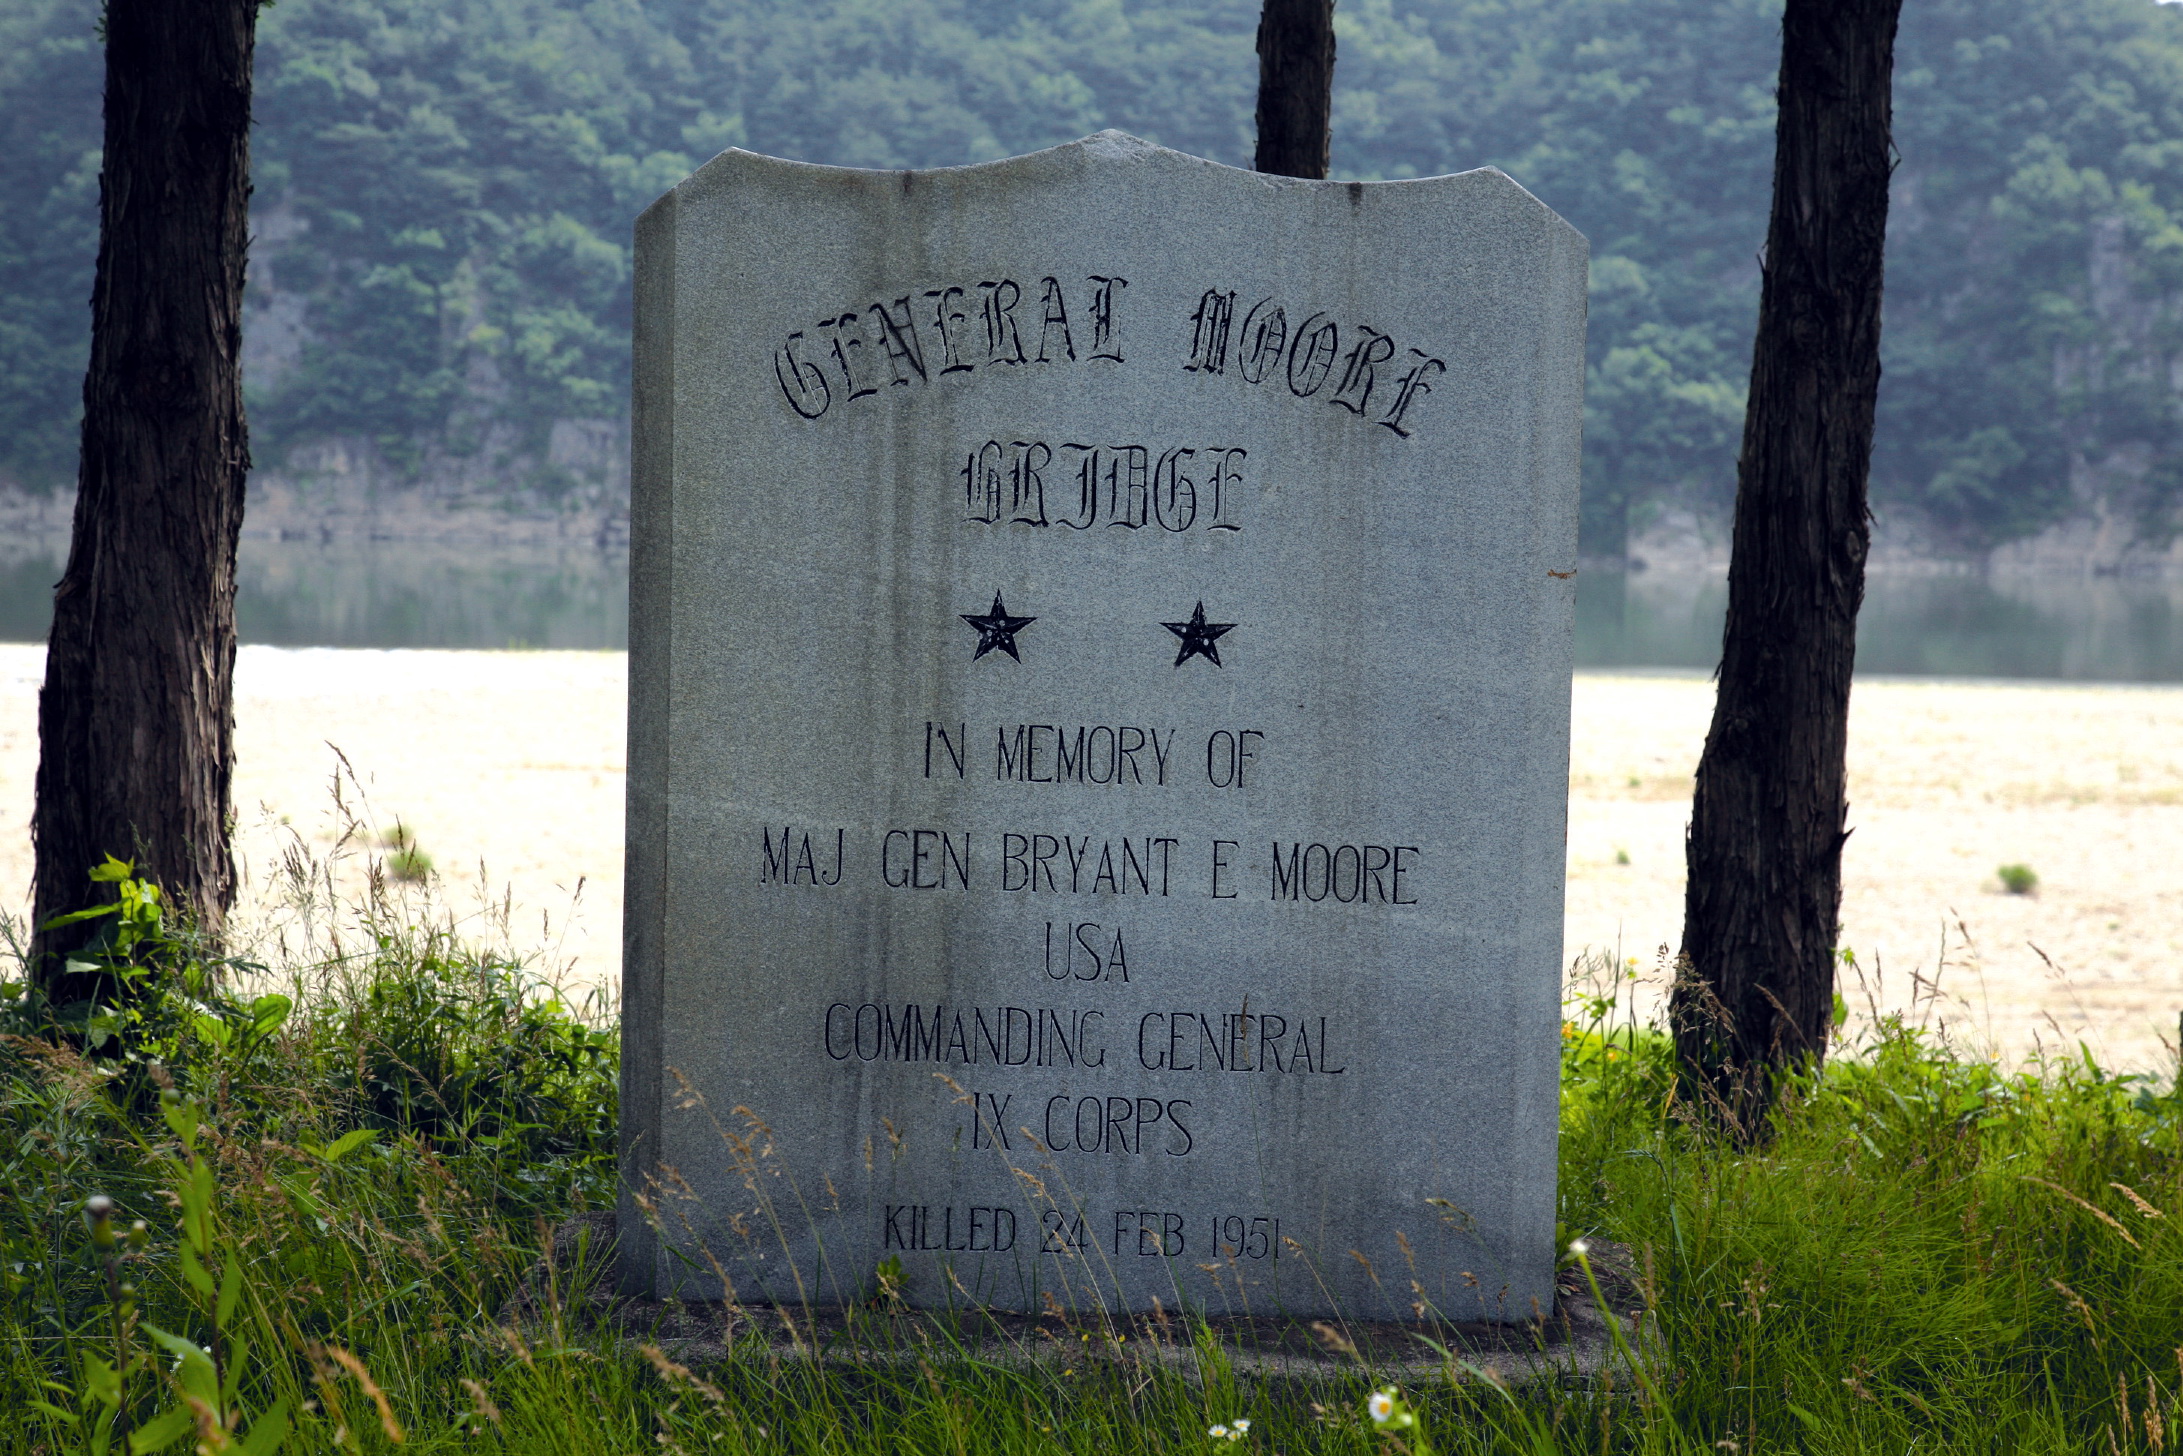 GENERAL MOORE
BRIDGE
IN MEMORY OF
MAJ GEN BRYANT E MOORE
USA
COMMANDING GENERAL
IX CORPS
KILLED 24 FEB 1951